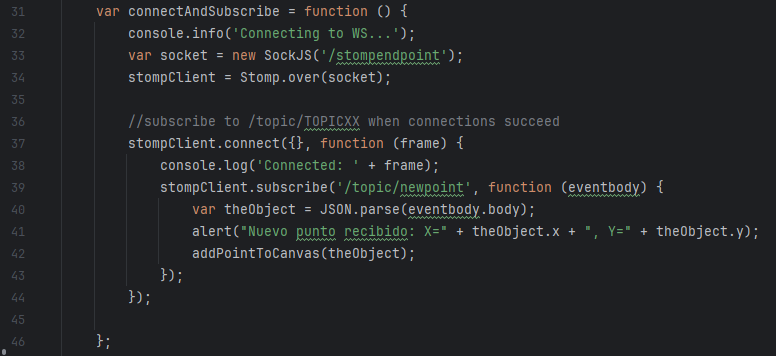 31 var connectAndSubscribe = function () {
32 console.info('Connecting to WS...');
33 var socket = new SockJS('/stompendpoint');
34 stompClient = Stomp.over(socket);
35
36 //subscribe to /topic/TOPICXX when connections succeed
37 stompClient.connect({}, function (frame) {
38 console.log('Connected: ' + frame);
39 stompClient.subscribe('/topic/newpoint', function (eventbody) {
40 var theObject = JSON.parse(eventbody.body);
41 alert("Nuevo punto recibido: X=" + theObject.x + ", Y=" + theObject.y);
42 addPointToCanvas(theObject);
43 });
44 });
45
46 };